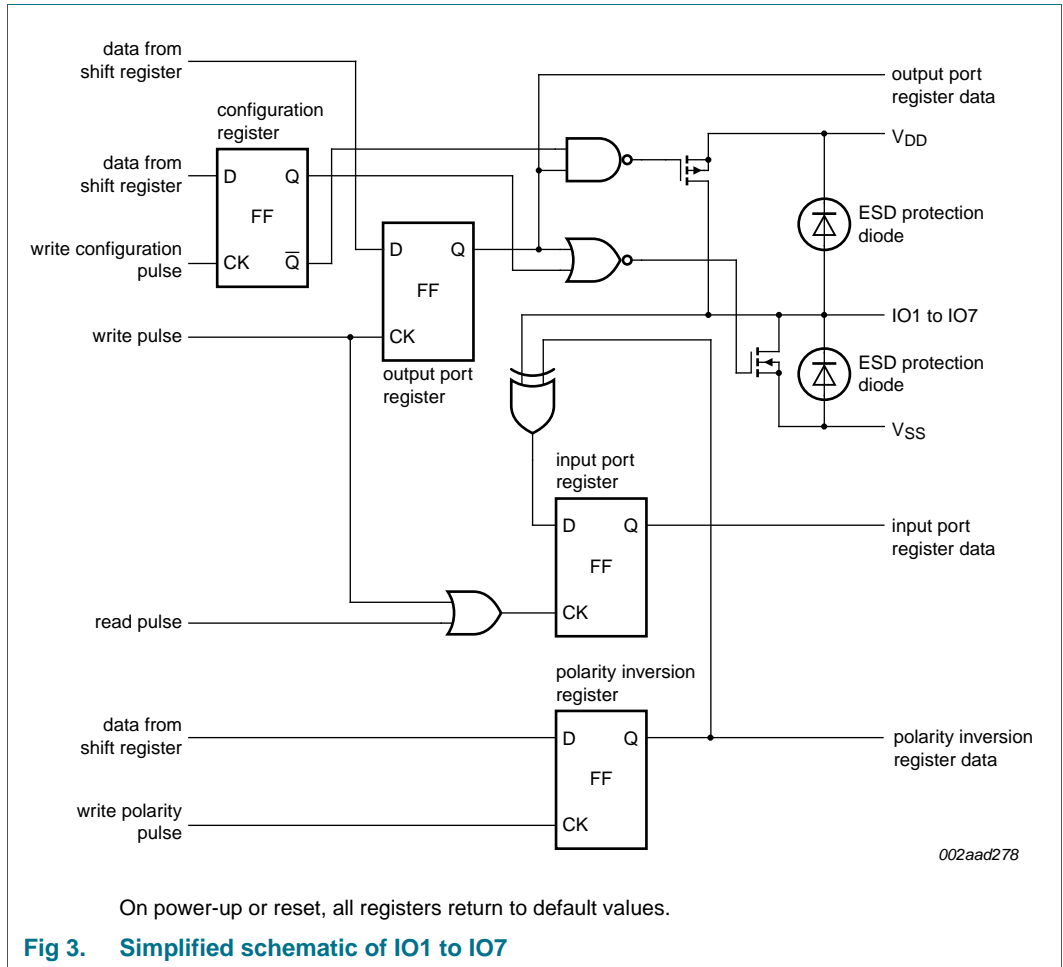 data from
shift register
output port
register data
configuration
register
VDD
data from
shift register
D
Q
FF
ESD protection
diode
write configuration
pulse
CK
Q
D
Q
FF
IO1 to IO7
write pulse
CK
output port
register
ESD protection
diode
VSS
input port
register
D
Q
input port
register data
FF
CK
read pulse
polarity inversion
register
data from
shift register
D
Q
polarity inversion
register data
FF
write polarity
pulse
CK
002aad278
On power-up or reset, all registers return to default values.
Fig 3. Simplified schematic of IO1 to IO7